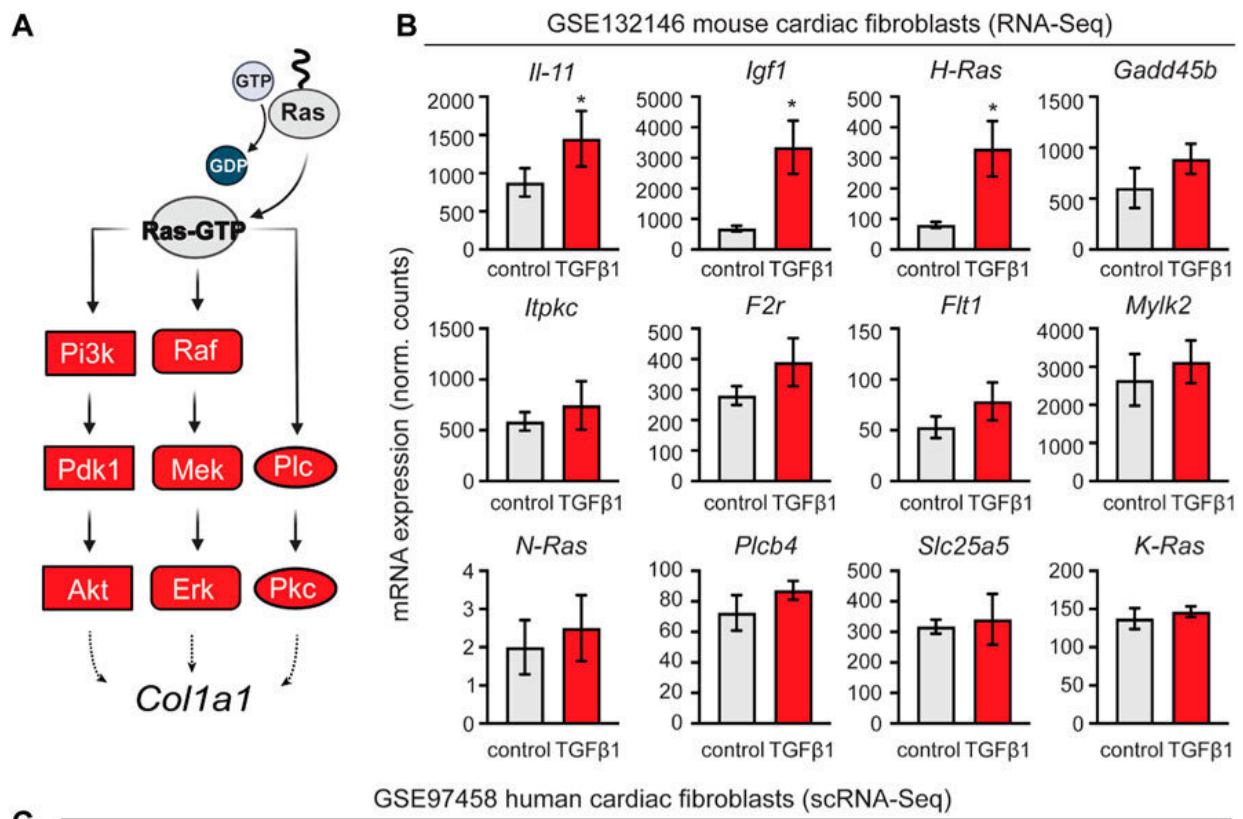 A
GTP
Ras
GDP
Ras-GTP
Pi3k
Raf
Pdk1
Mek
Plc
Akt
Erk
Pkc
Col1a1
B
GSE132146 mouse cardiac fibroblasts (RNA-Seq)
mRNA expression (norm. counts)
Il-11
Igf1
H-Ras
Gadd45b
2000
1500
1000
500
0
*
control TGFβ1
5000
4000
3000
2000
1000
0
*
control TGFβ1
500
400
300
200
100
0
*
control TGFβ1
1500
1000
500
0
control TGFβ1
Itpkc
F2r
Flt1
Mylk2
1500
1000
500
0
control TGFβ1
500
400
300
200
100
0
control TGFβ1
150
100
50
0
control TGFβ1
4000
3000
2000
1000
0
control TGFβ1
N-Ras
Plcb4
Slc25a5
K-Ras
4
3
2
1
0
control TGFβ1
100
80
60
40
20
0
control TGFβ1
500
400
300
200
100
0
control TGFβ1
200
150
100
50
0
control TGFβ1
GSE97458 human cardiac fibroblasts (scRNA-Seq)